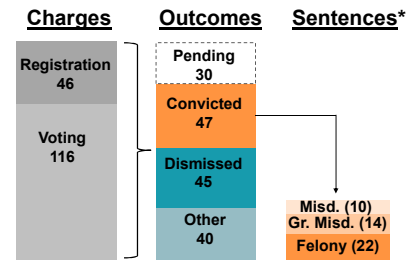 Charges
Outcomes
Sentences*
Registration
46
Voting
116
Pending
30
Convicted
47
Dismissed
45
Other
40
Misd. (10)
Gr. Misd. (14)
Felony (22)